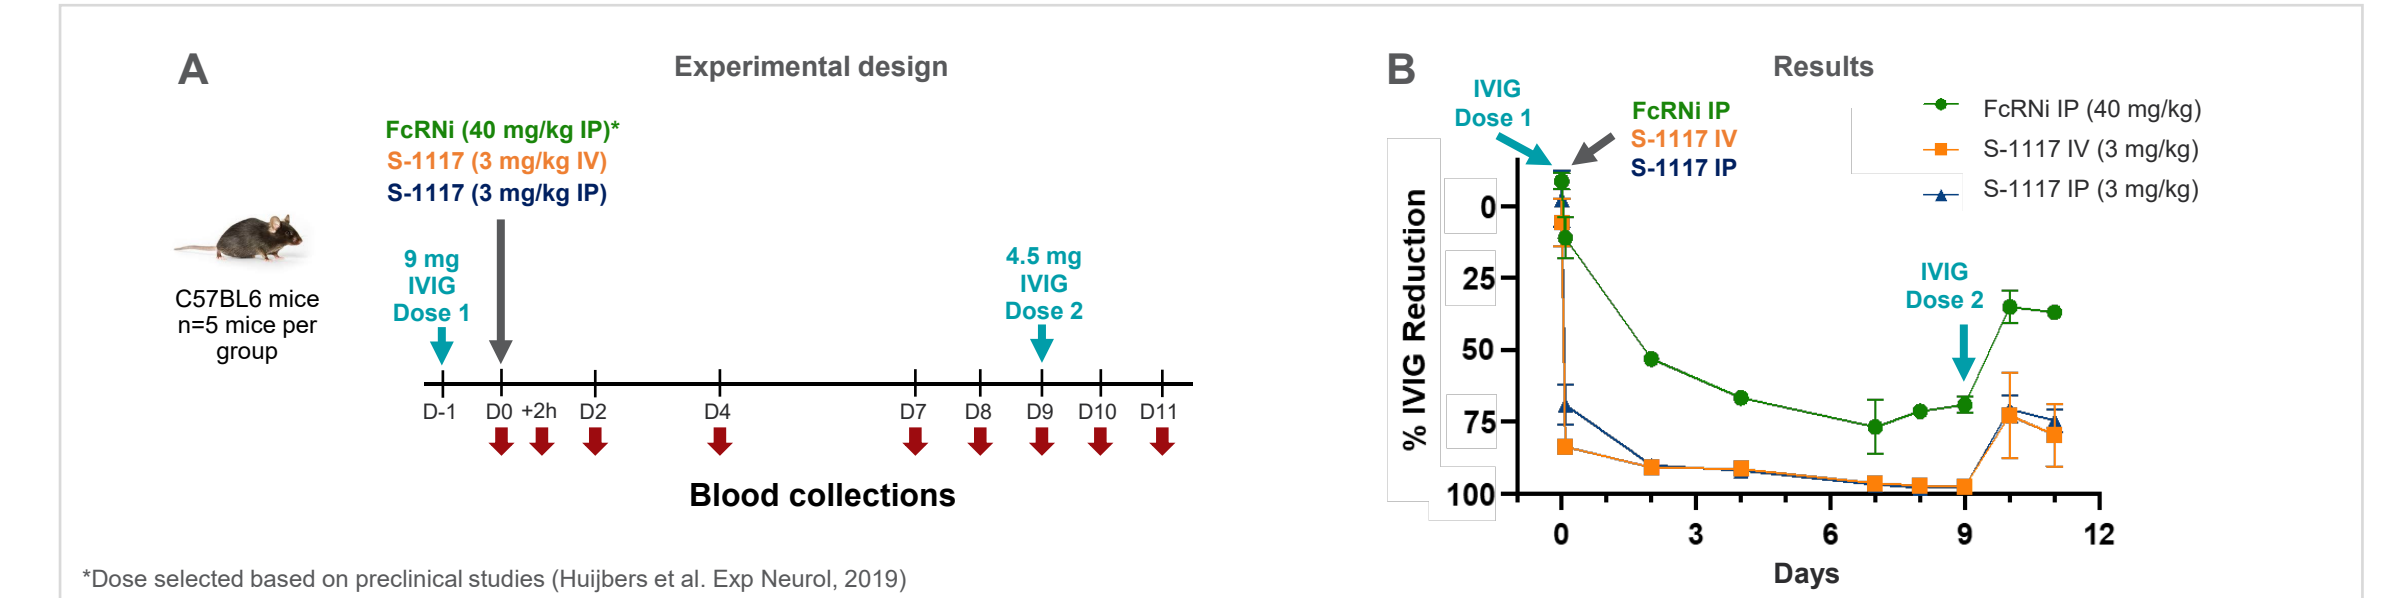 A
Experimental design
FcRNi (40 mg/kg IP)*
S-1117 (3 mg/kg IV)
S-1117 (3 mg/kg IP)
9 mg
IVIG
Dose 1
4.5 mg
IVIG
Dose 2
C57BL6 mice
n=5 mice per
group
D-1 D0 +2h D2 D4 D7 D8 D9 D10 D11
Blood collections
*Dose selected based on preclinical studies (Huijbers et al. Exp Neurol, 2019)
B
Results
IVIG
Dose 1
FcRNi IP
S-1117 IV
S-1117 IP
FcRNi IP (40 mg/kg)
S-1117 IV (3 mg/kg)
S-1117 IP (3 mg/kg)
IVIG
Dose 2
% IVIG Reduction
0
25
50
75
100
0 3 6 9 12
Days